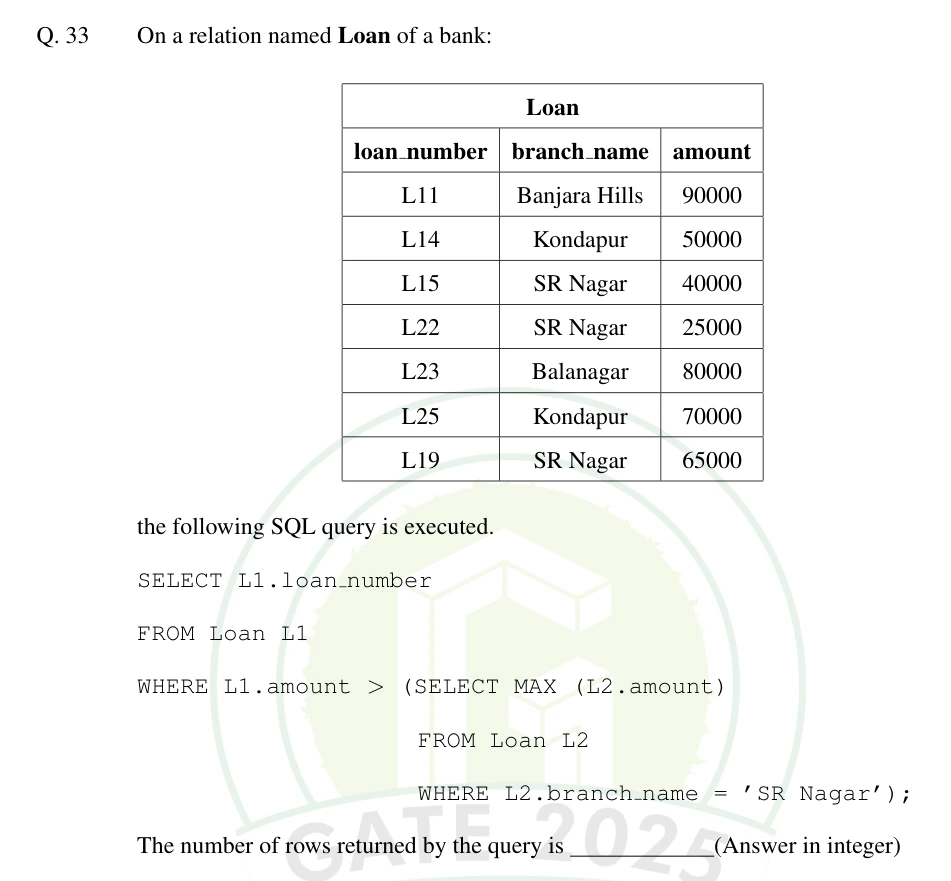 Q. 33 On a relation named Loan of a bank:
Loan
loan_number branch_name amount
L11 Banjara Hills 90000
L14 Kondapur 50000
L15 SR Nagar 40000
L22 SR Nagar 25000
L23 Balanagar 80000
L25 Kondapur 70000
L19 SR Nagar 65000
the following SQL query is executed.
SELECT L1.loan_number
FROM Loan L1
WHERE L1.amount > (SELECT MAX (L2.amount)
FROM Loan L2
WHERE L2.branch_name = 'SR Nagar');
The number of rows returned by the query is ____________(Answer in integer)
GATE 2025